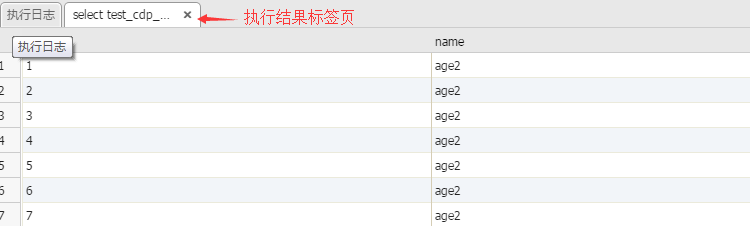 执行日志 select test_cdp_... × 执行结果标签页
name
执行日志
1 1 age2
2 2 age2
3 3 age2
4 4 age2
5 5 age2
6 6 age2
7 7 age2